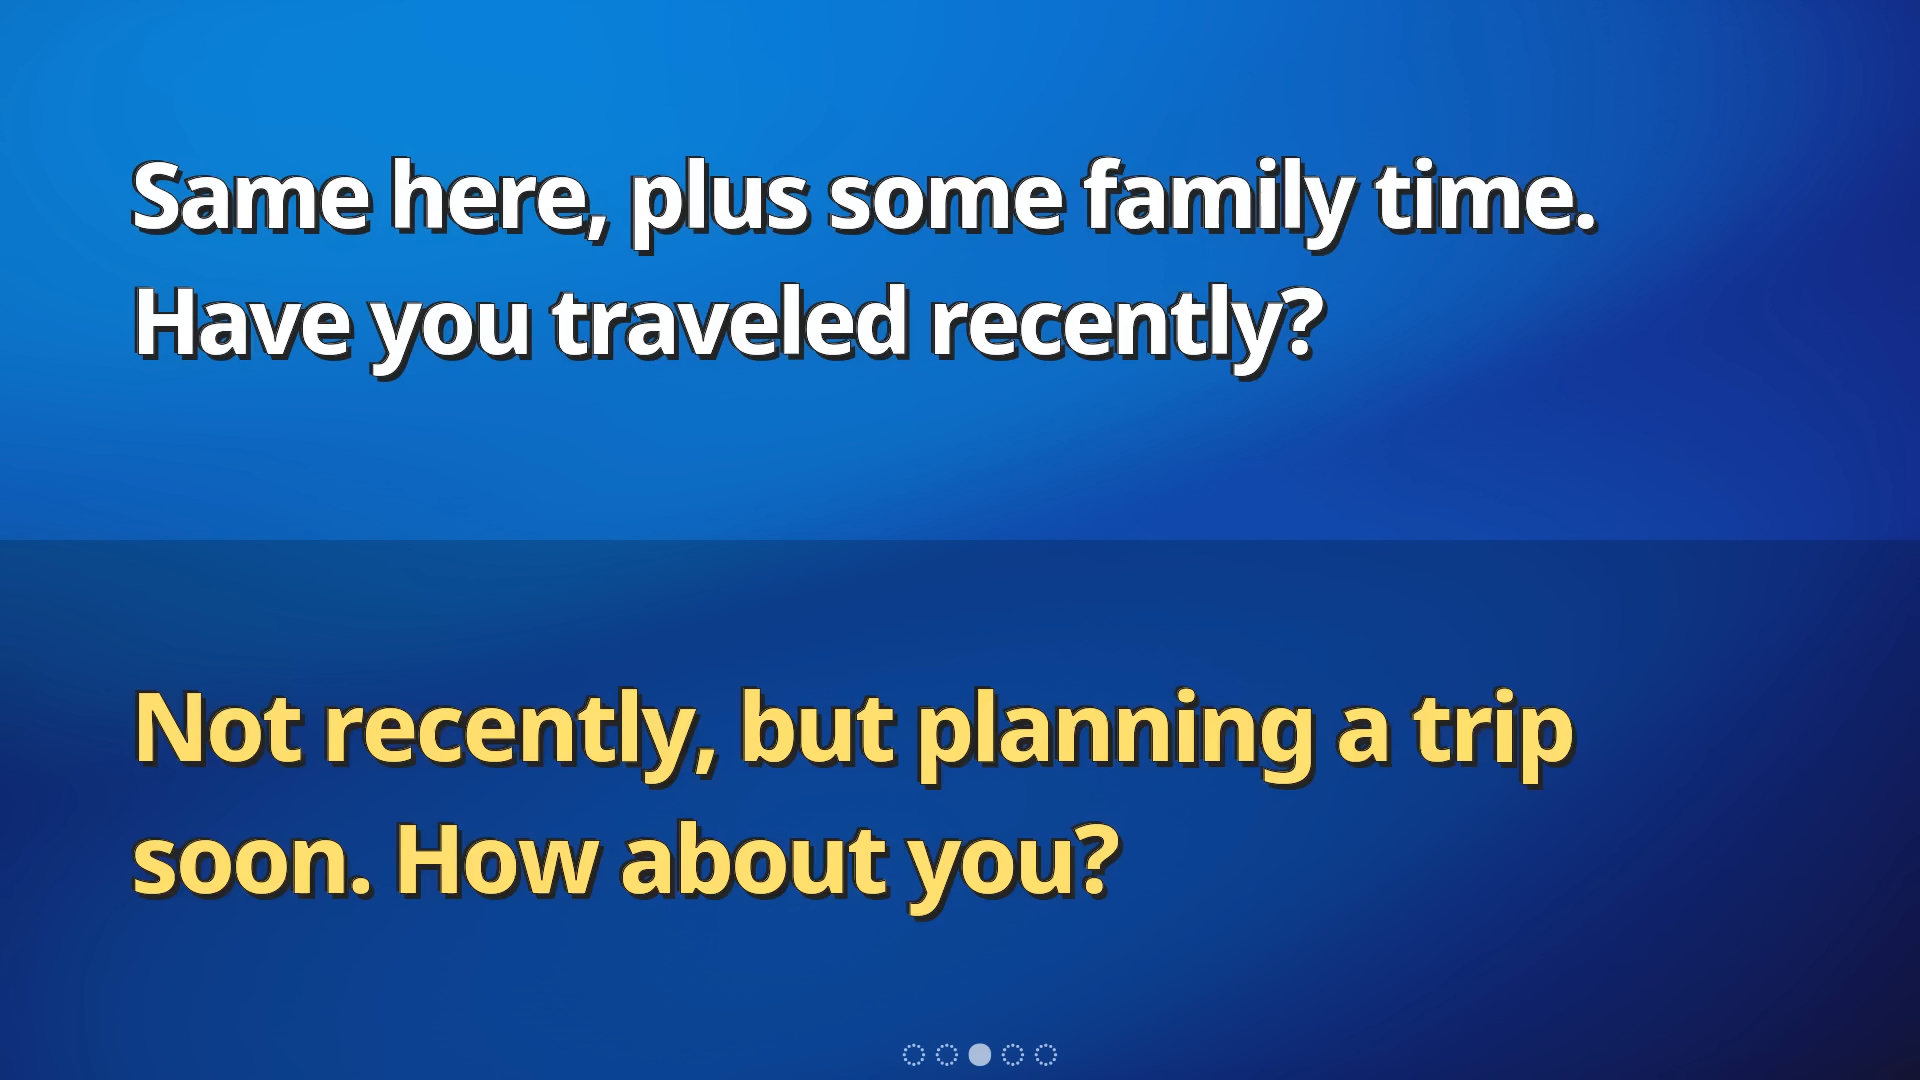 Same here, plus some family time.
Have you traveled recently?
Not recently, but planning a trip
soon. How about you?